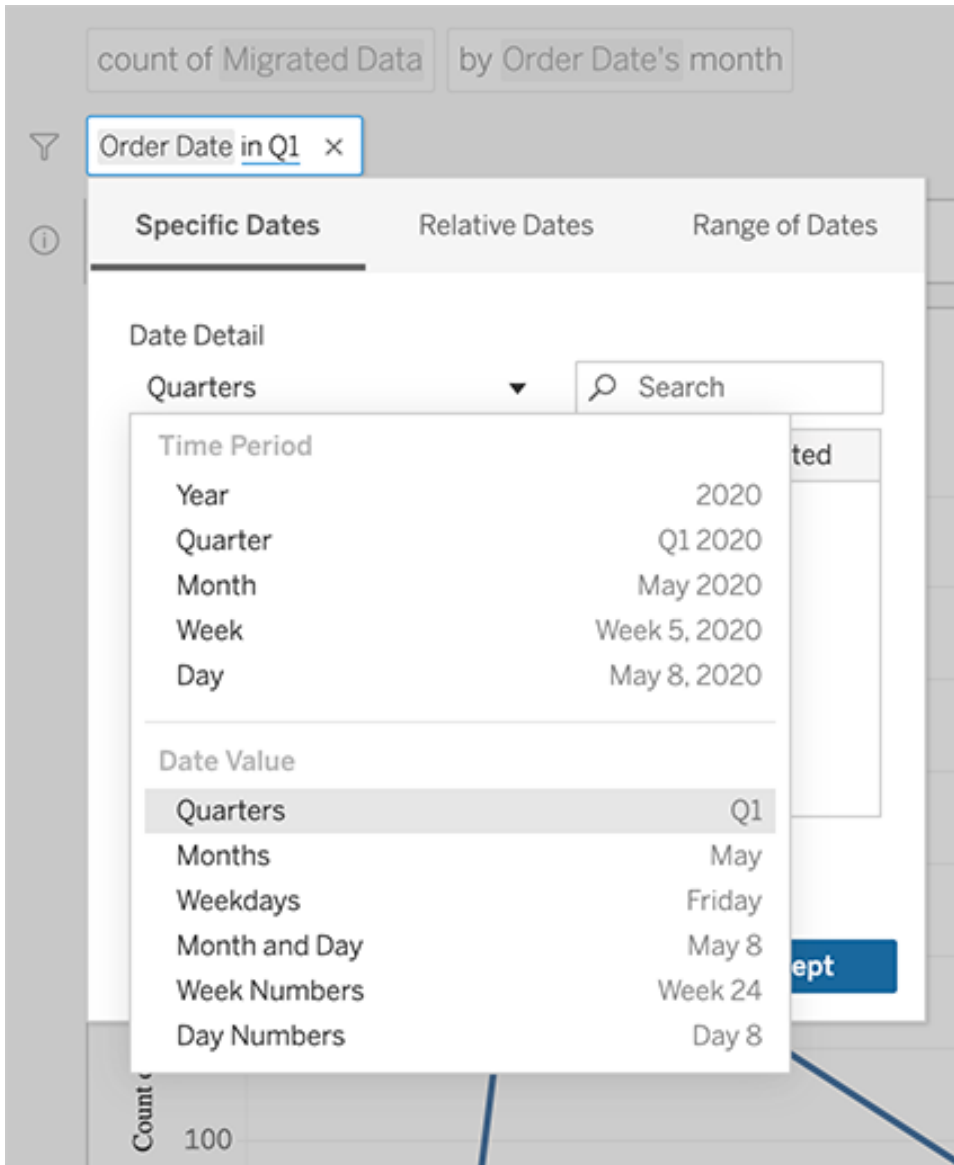 count of Migrated Data by Order Date's month
Order Date in Q1 ×
Specific Dates Relative Dates Range of Dates
Date Detail
Quarters Search
Time Period
ted
Year 2020
Quarter Q1 2020
Month May 2020
Week Week 5, 2020
Day May 8, 2020
Date Value
Quarters Q1
Months May
Weekdays Friday
Month and Day May 8
ept
Week Numbers Week 24
Day Numbers Day 8
Count
100